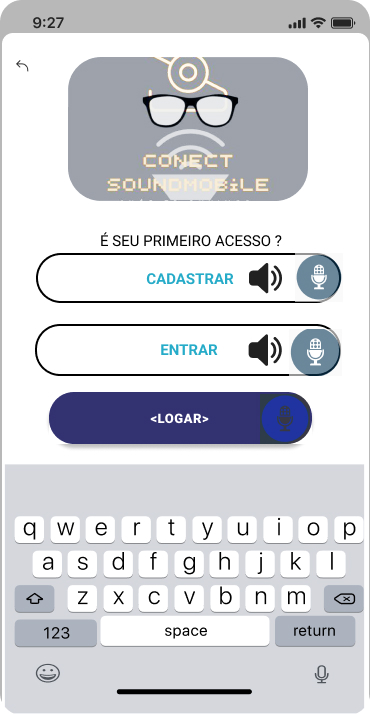 9:27
CONECT
SOUNDMOBiLE
É SEU PRIMEIRO ACESSO ?
CADASTRAR
ENTRAR
<LOGAR>
q w e r t y u i o p
a s d f g h j k l
z x c v b n m
123 space return